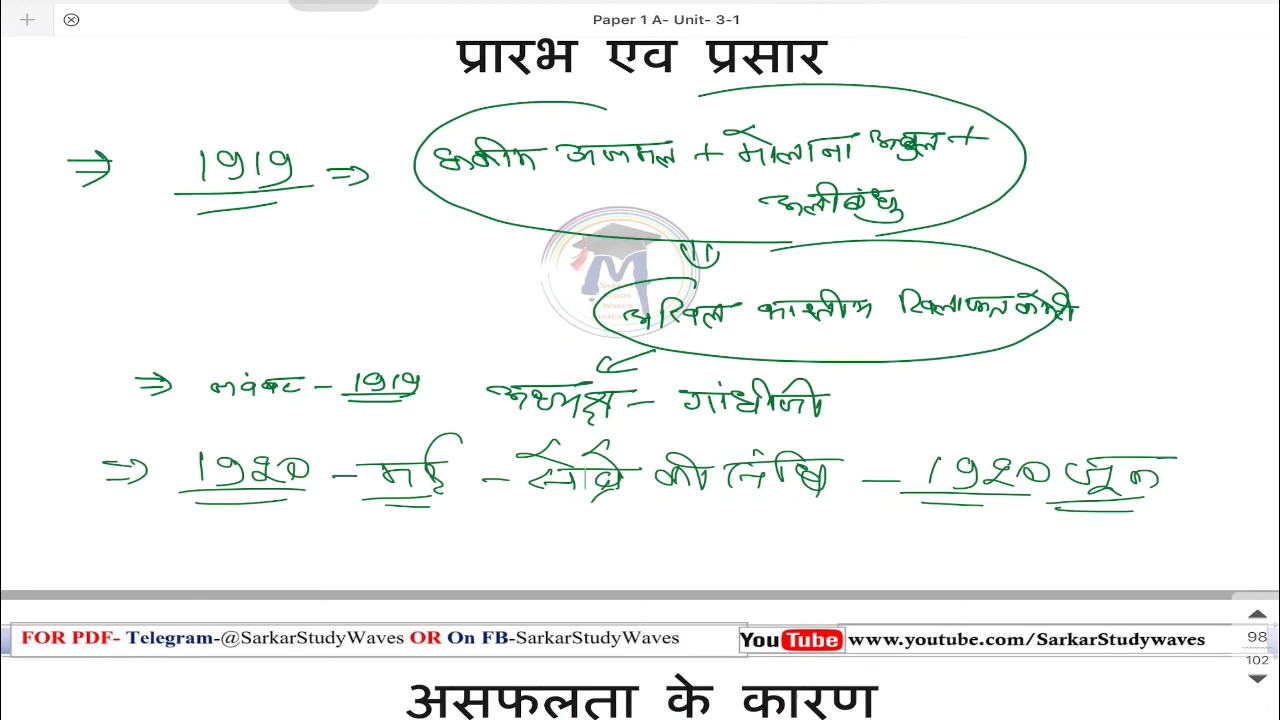 Paper 1 A- Unit- 3-1
प्रारंभ एवं प्रसार
⇒ 1919 ⇒ हकीम अजमल + मौलाना अबुल +
अलीबंधु
अखिल भारतीय खिलाफत कमेटी
⇒ नवंबर - 1919 अध्यक्ष - गांधीजी
⇒ 1920 - मई - सेव्रे की संधि - 1920 जून
FOR PDF- Telegram-@SarkarStudyWaves OR On FB-SarkarStudyWaves
YouTube www.youtube.com/SarkarStudywaves
98
102
असफलता के कारण